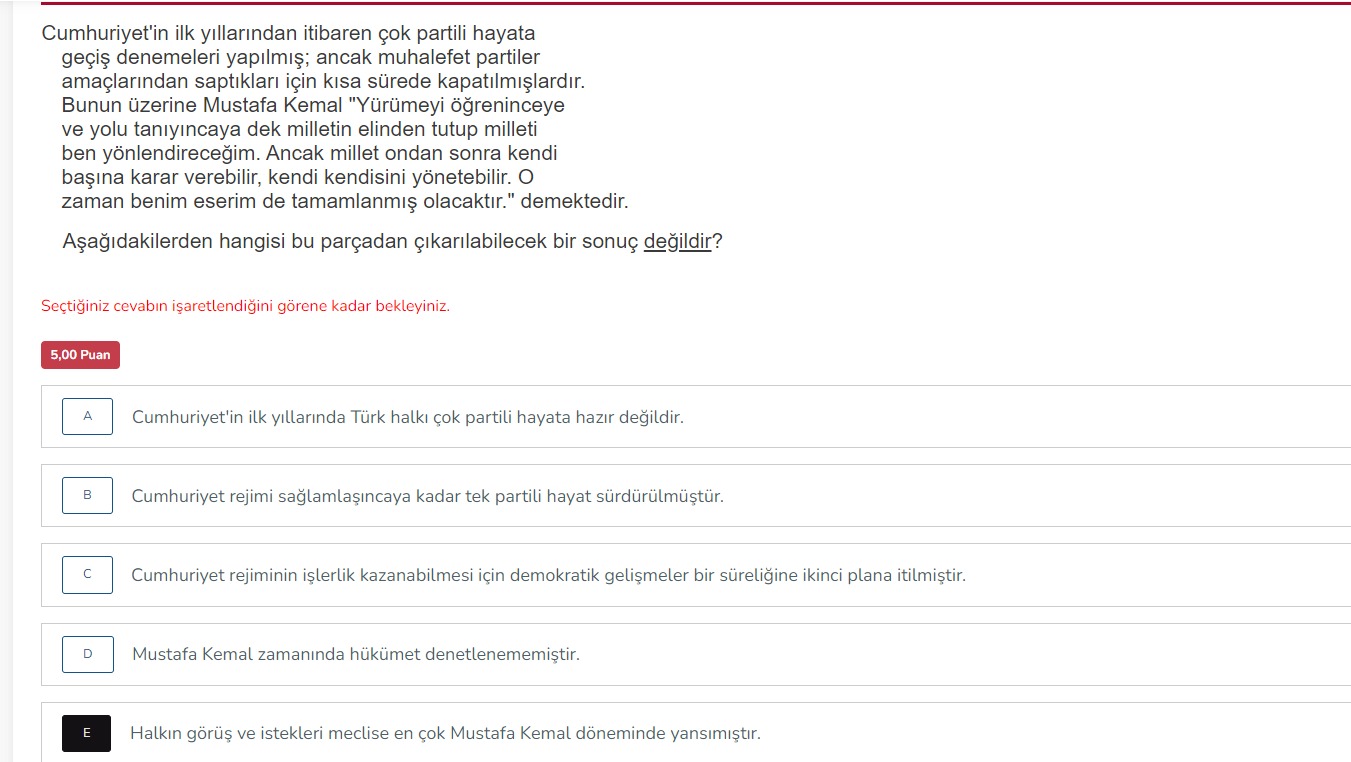 Cumhuriyet'in ilk yıllarından itibaren çok partili hayata
geçiş denemeleri yapılmış; ancak muhalefet partiler
amaçlarından saptıkları için kısa sürede kapatılmışlardır.
Bunun üzerine Mustafa Kemal "Yürümeyi öğreninceye
ve yolu tanıyıncaya dek milletin elinden tutup milleti
ben yönlendireceğim. Ancak millet ondan sonra kendi
başına karar verebilir, kendi kendisini yönetebilir. O
zaman benim eserim de tamamlanmış olacaktır." demektedir.
Aşağıdakilerden hangisi bu parçadan çıkarılabilecek bir sonuç değildir?
Seçtiğiniz cevabın işaretlendiğini görene kadar bekleyiniz.
5,00 Puan
A Cumhuriyet'in ilk yıllarında Türk halkı çok partili hayata hazır değildir.
B Cumhuriyet rejimi sağlamlaşıncaya kadar tek partili hayat sürdürülmüştür.
C Cumhuriyet rejiminin işlerlik kazanabilmesi için demokratik gelişmeler bir süreliğine ikinci plana itilmiştir.
D Mustafa Kemal zamanında hükümet denetlenememiştir.
E Halkın görüş ve istekleri meclise en çok Mustafa Kemal döneminde yansımıştır.